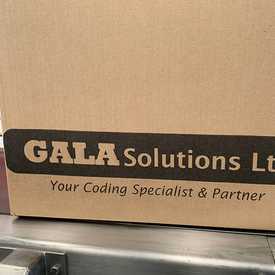 GALA Solutions Lt
Your Coding Specialist & Partner